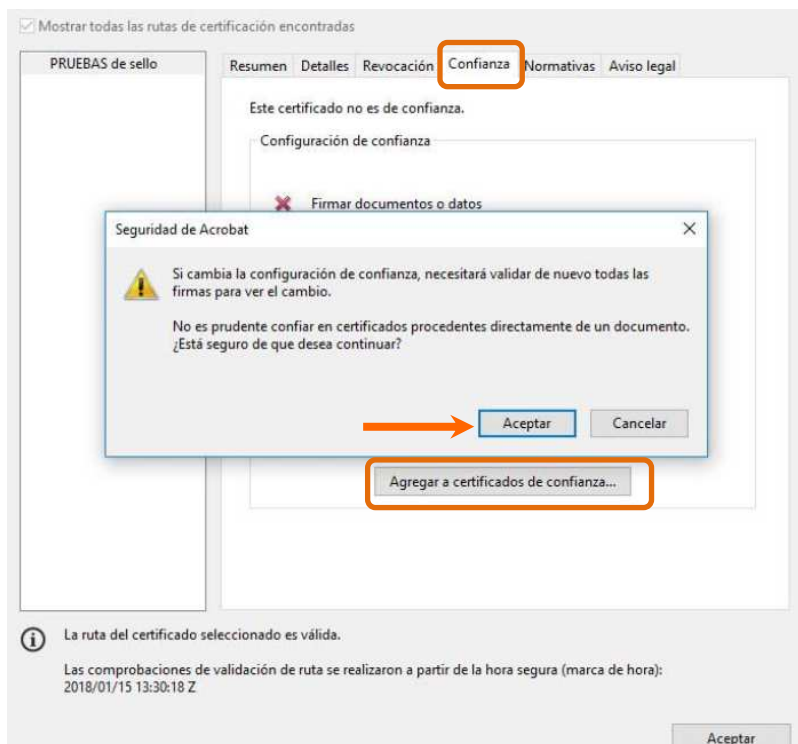 Mostrar todas las rutas de certificación encontradas
PRUEBAS de sello
Resumen Detalles Revocación Confianza Normativas Aviso legal
Este certificado no es de confianza.
Configuración de confianza
Firmar documentos o datos
Seguridad de Acrobat
Si cambia la configuración de confianza, necesitará validar de nuevo todas las
firmas para ver el cambio.
No es prudente confiar en certificados procedentes directamente de un documento.
¿Está seguro de que desea continuar?
Aceptar Cancelar
Agregar a certificados de confianza...
La ruta del certificado seleccionado es válida.
Las comprobaciones de validación de ruta se realizaron a partir de la hora segura (marca de hora):
2018/01/15 13:30:18 Z
Aceptar